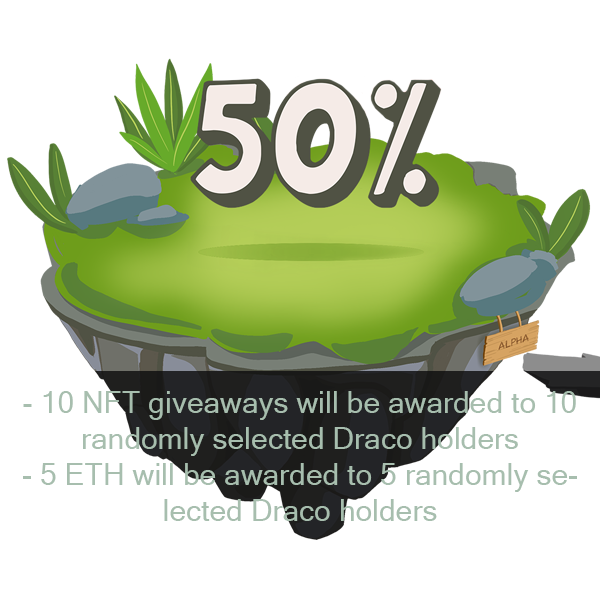 50%
ALPHA
- 10 NFT giveaways will be awarded to 10
randomly selected Draco holders
- 5 ETH will be awarded to 5 randomly se-
lected Draco holders